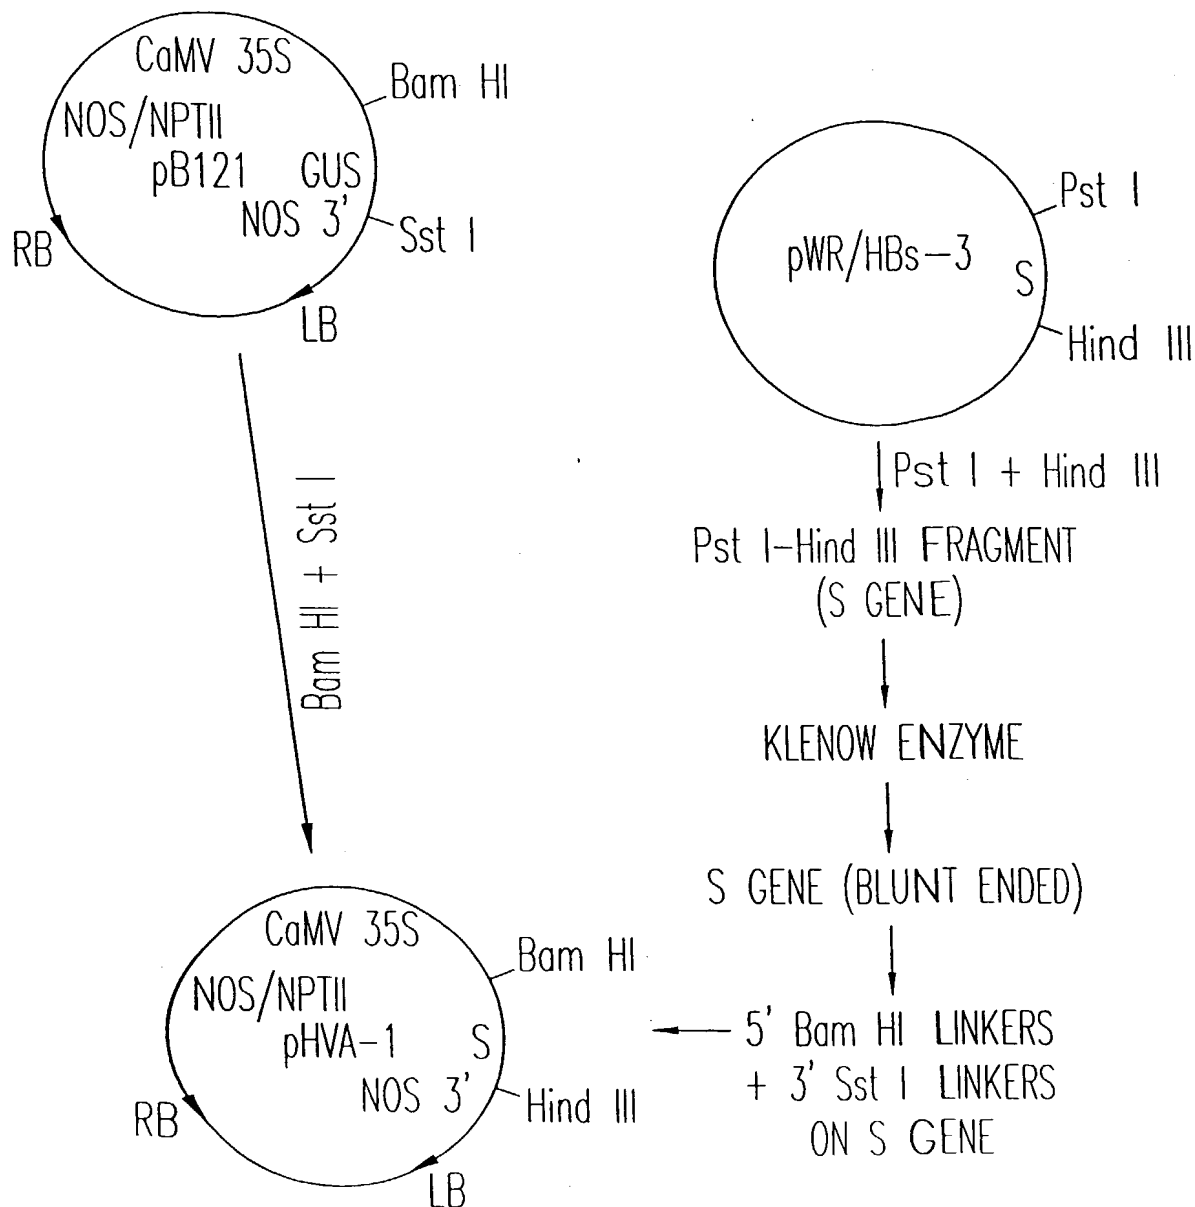 CaMV 35S
Bam HI
NOS/NPTII
pB121
GUS
NOS 3'
Sst I
RB
LB
Pst I
pWR/HBs-3
S
Hind III
Bam HI + Sst I
Pst I + Hind III
Pst I-Hind III FRAGMENT
(S GENE)
KLENOW ENZYME
S GENE (BLUNT ENDED)
5' Bam HI LINKERS
+ 3' Sst I LINKERS
ON S GENE
CaMV 35S
Bam HI
NOS/NPTII
pHVA-1
S
NOS 3'
Hind III
RB
LB